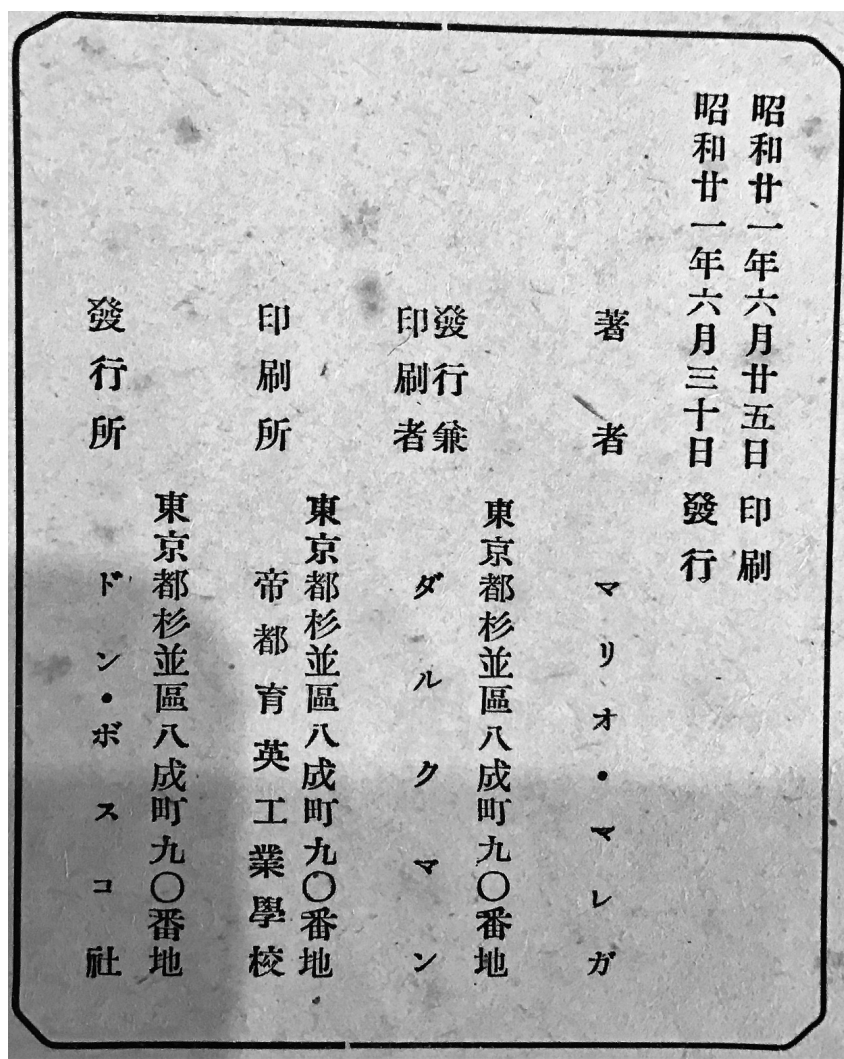 昭和廿一年六月廿五日 印刷
昭和廿一年六月三十日 發行
著者 マリオ・マレガ
東京都杉並區八成町九〇番地
發行兼
印刷者 ダルクマン
東京都杉並區八成町九〇番地
印刷所 帝都育英工業學校
東京都杉並區八成町九〇番地
發行所 ドン・ボスコ社